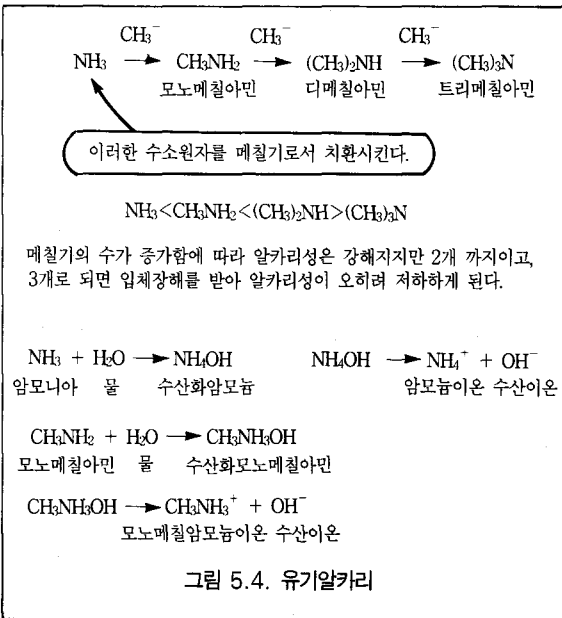 CH₃⁻ CH₃⁻ CH₃⁻
NH₃ → CH₃NH₂ → (CH₃)₂NH → (CH₃)₃N
모노메칠아민 디메칠아민 트리메칠아민
이러한 수소원자를 메칠기로서 치환시킨다.
NH₃<CH₃NH₂<(CH₃)₂NH>(CH₃)₃N
메칠기의 수가 증가함에 따라 알카리성은 강해지지만 2개 까지이고,
3개로 되면 입체장해를 받아 알카리성이 오히려 저하하게 된다.
NH₃ + H₂O → NH₄OH NH₄OH → NH₄⁺ + OH⁻
암모니아 물 수산화암모늄 암모늄이온 수산이온
CH₃NH₂ + H₂O → CH₃NH₃OH
모노메칠아민 물 수산화모노메칠아민
CH₃NH₃OH → CH₃NH₃⁺ + OH⁻
모노메칠암모늄이온 수산이온
그림 5.4. 유기알카리